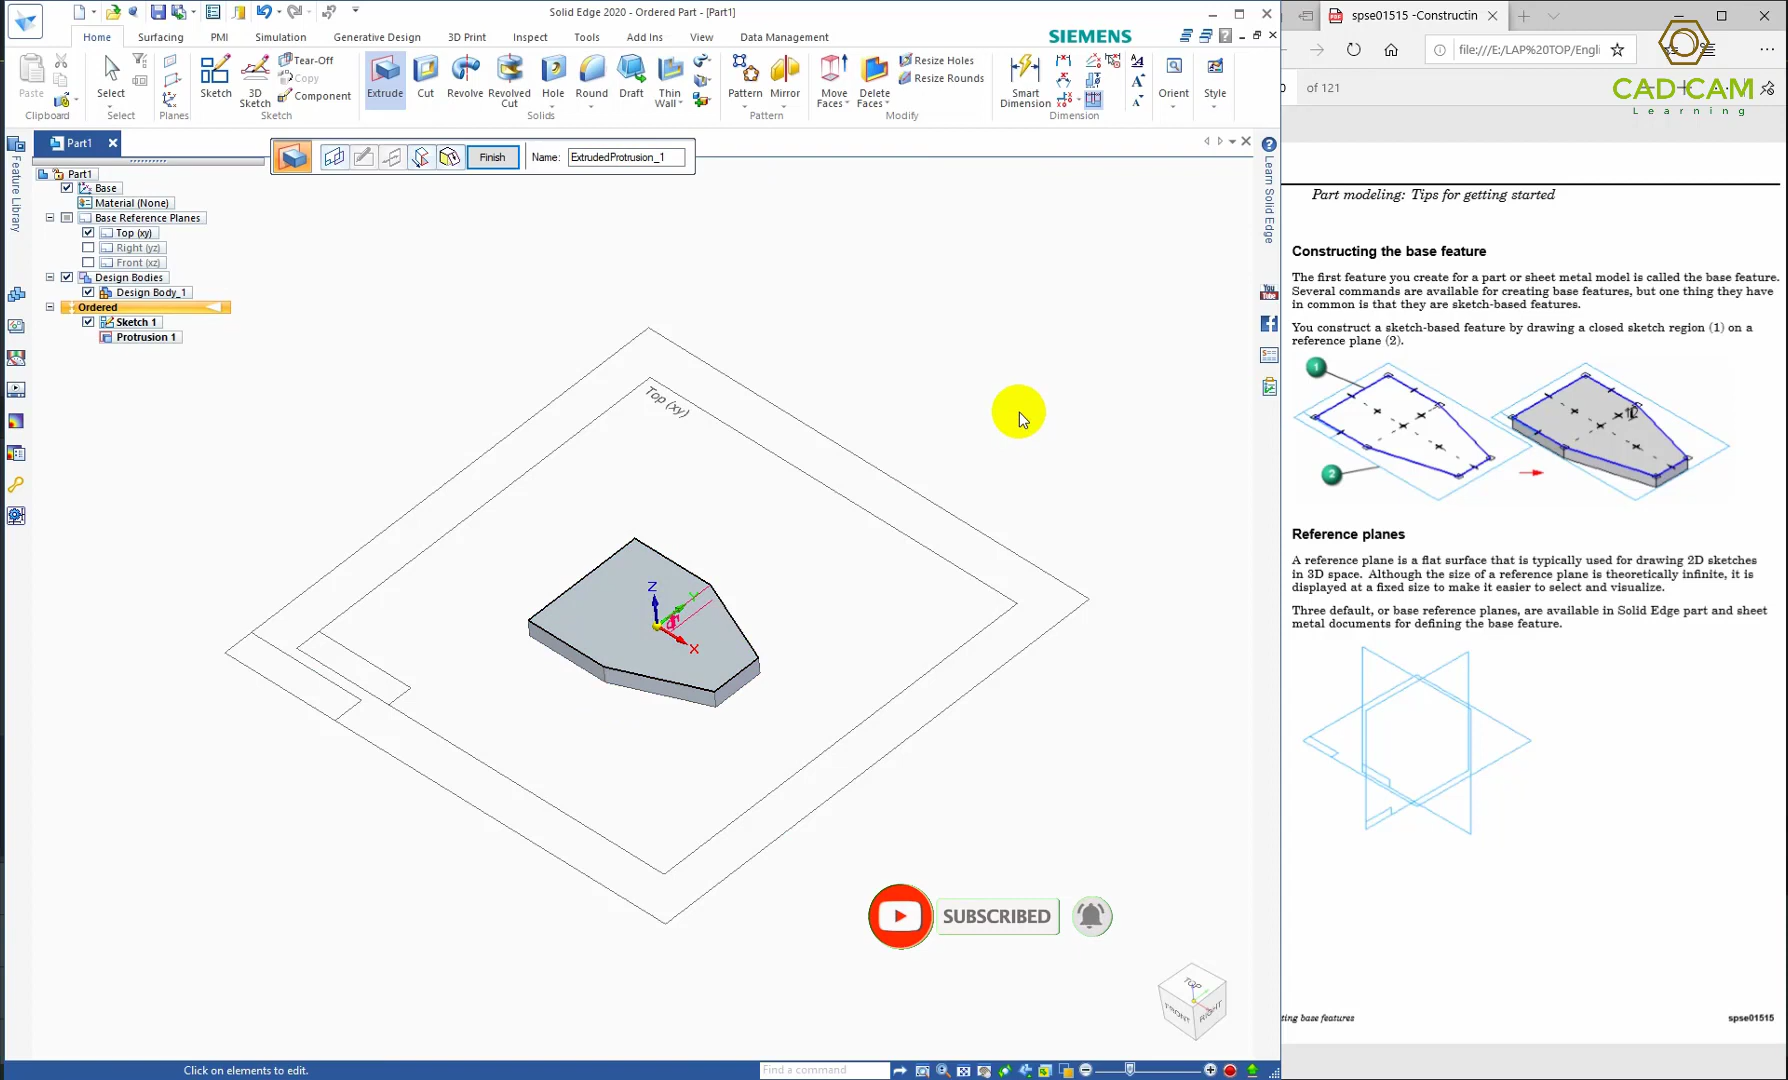 Solid Edge 2020 - Ordered Part - [Part1]
Home
Surfacing
PMI
Simulation
Generative Design
3D Print
Inspect
Tools
Add Ins
View
Data Management
SIEMENS
Paste
Clipboard
Select
Select
Planes
Sketch
3D Sketch
Tear-Off
Copy
Component
Sketch
Extrude
Cut
Revolve
Revolved Cut
Hole
Round
Draft
Thin Wall
Solids
Pattern
Mirror
Pattern
Move Faces
Delete Faces
Resize Holes
Resize Rounds
Modify
Smart Dimension
Dimension
Orient
Style
Part1
Finish
Name:
ExtrudedProtrusion_1
Feature Library
Part1
Base
Material (None)
Base Reference Planes
Top (xy)
Right (yz)
Front (xz)
Design Bodies
Design Body_1
Ordered
Sketch 1
Protrusion 1
Top (xy)
Z
Y
X
Learn Solid Edge
You Tube
SUBSCRIBED
TOP
FRONT
RIGHT
Click on elements to edit.
Find a command
spse01515 -Constructin
file:///E:/LAP%20TOP/Engli
of 121
CAD-CAM
Learning
Part modeling: Tips for getting started
Constructing the base feature
The first feature you create for a part or sheet metal model is called the base feature.
Several commands are available for creating base features, but one thing they have
in common is that they are sketch-based features.
You construct a sketch-based feature by drawing a closed sketch region (1) on a
reference plane (2).
1
2
Reference planes
A reference plane is a flat surface that is typically used for drawing 2D sketches
in 3D space. Although the size of a reference plane is theoretically infinite, it is
displayed at a fixed size to make it easier to select and visualize.
Three default, or base reference planes, are available in Solid Edge part and sheet
metal documents for defining the base feature.
ting base features
spse01515